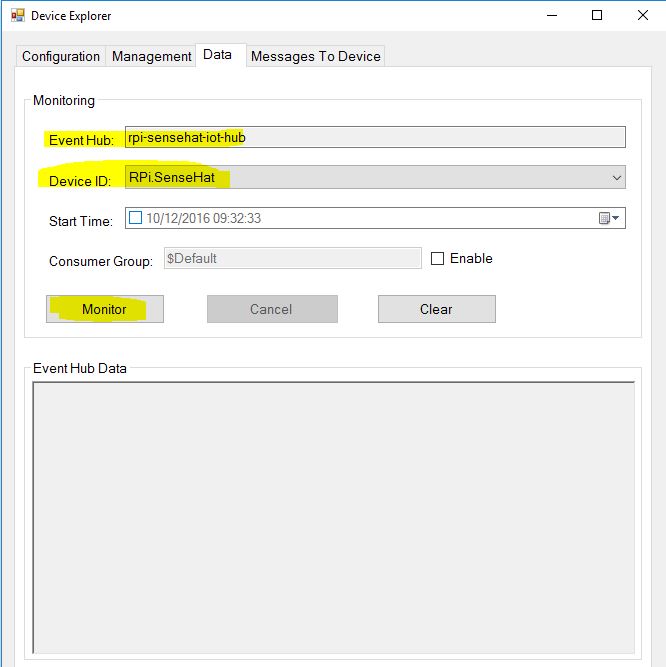 Device Explorer
Configuration Management Data Messages To Device
Monitoring
Event Hub: rpi-sensehat-iot-hub
Device ID: RPi.SenseHat
Start Time: 10/12/2016 09:32:33
Consumer Group: $Default Enable
Monitor Cancel Clear
Event Hub Data